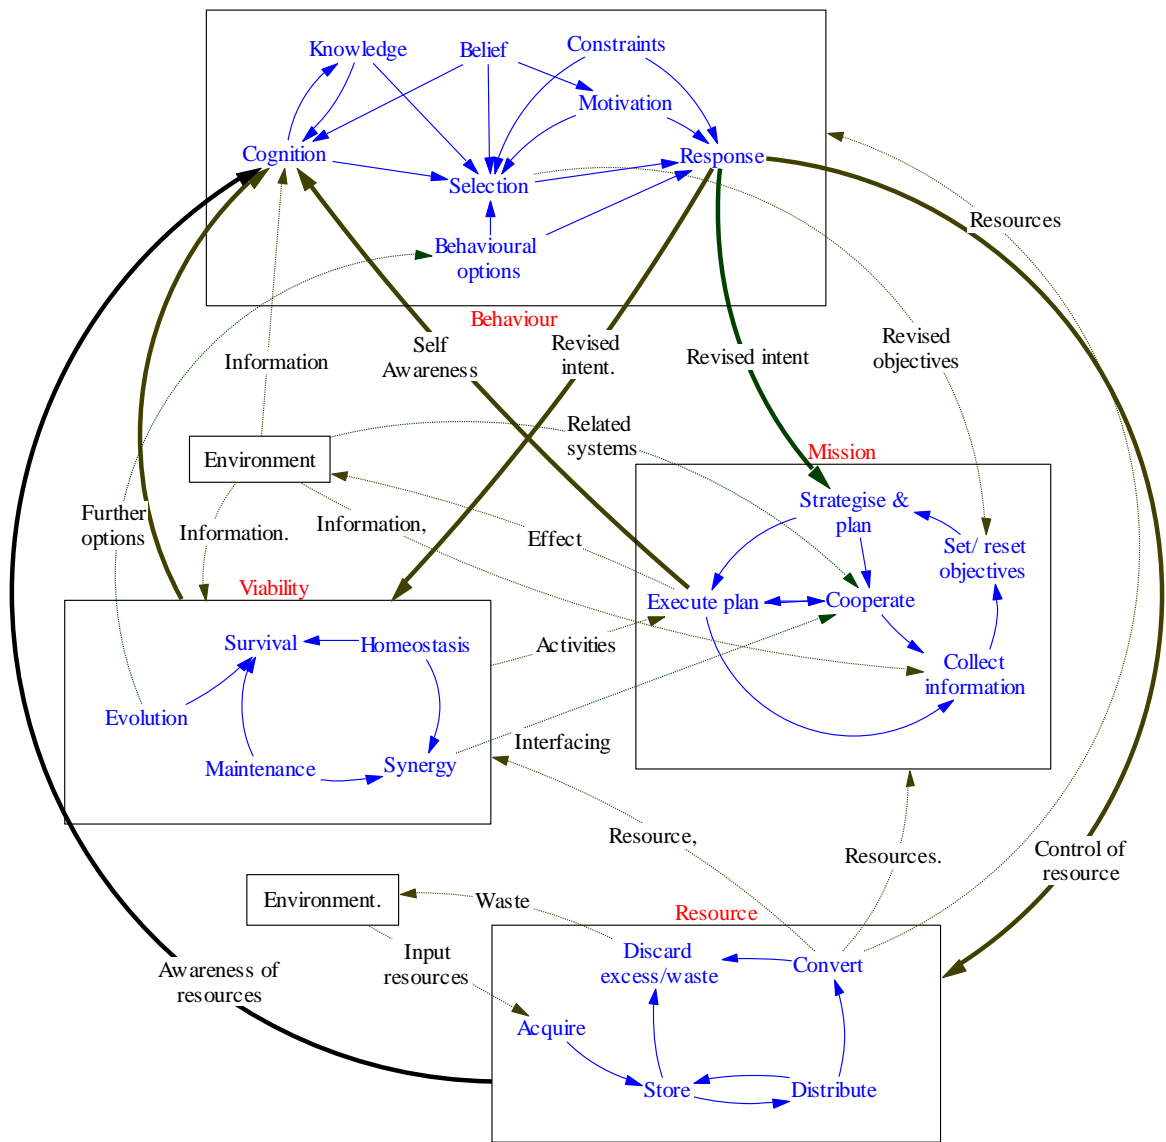 Knowledge
Belief
Constraints
Motivation
Cognition
Response
Selection
Behavioural
options
Resources
Behaviour
Self
Awareness
Revised
intent.
Revised intent
Revised
objectives
Information
Related
systems
Environment
Mission
Strategise &
plan
Further
options
Information.
Information,
Effect
Set/ reset
objectives
Viability
Execute plan
Cooperate
Survival
Homeostasis
Activities
Collect
information
Evolution
Interfacing
Maintenance
Synergy
Resource,
Resources.
Control of
resource
Environment.
Waste
Resource
Input
resources
Discard
excess/waste
Convert
Awareness of
resources
Acquire
Store
Distribute